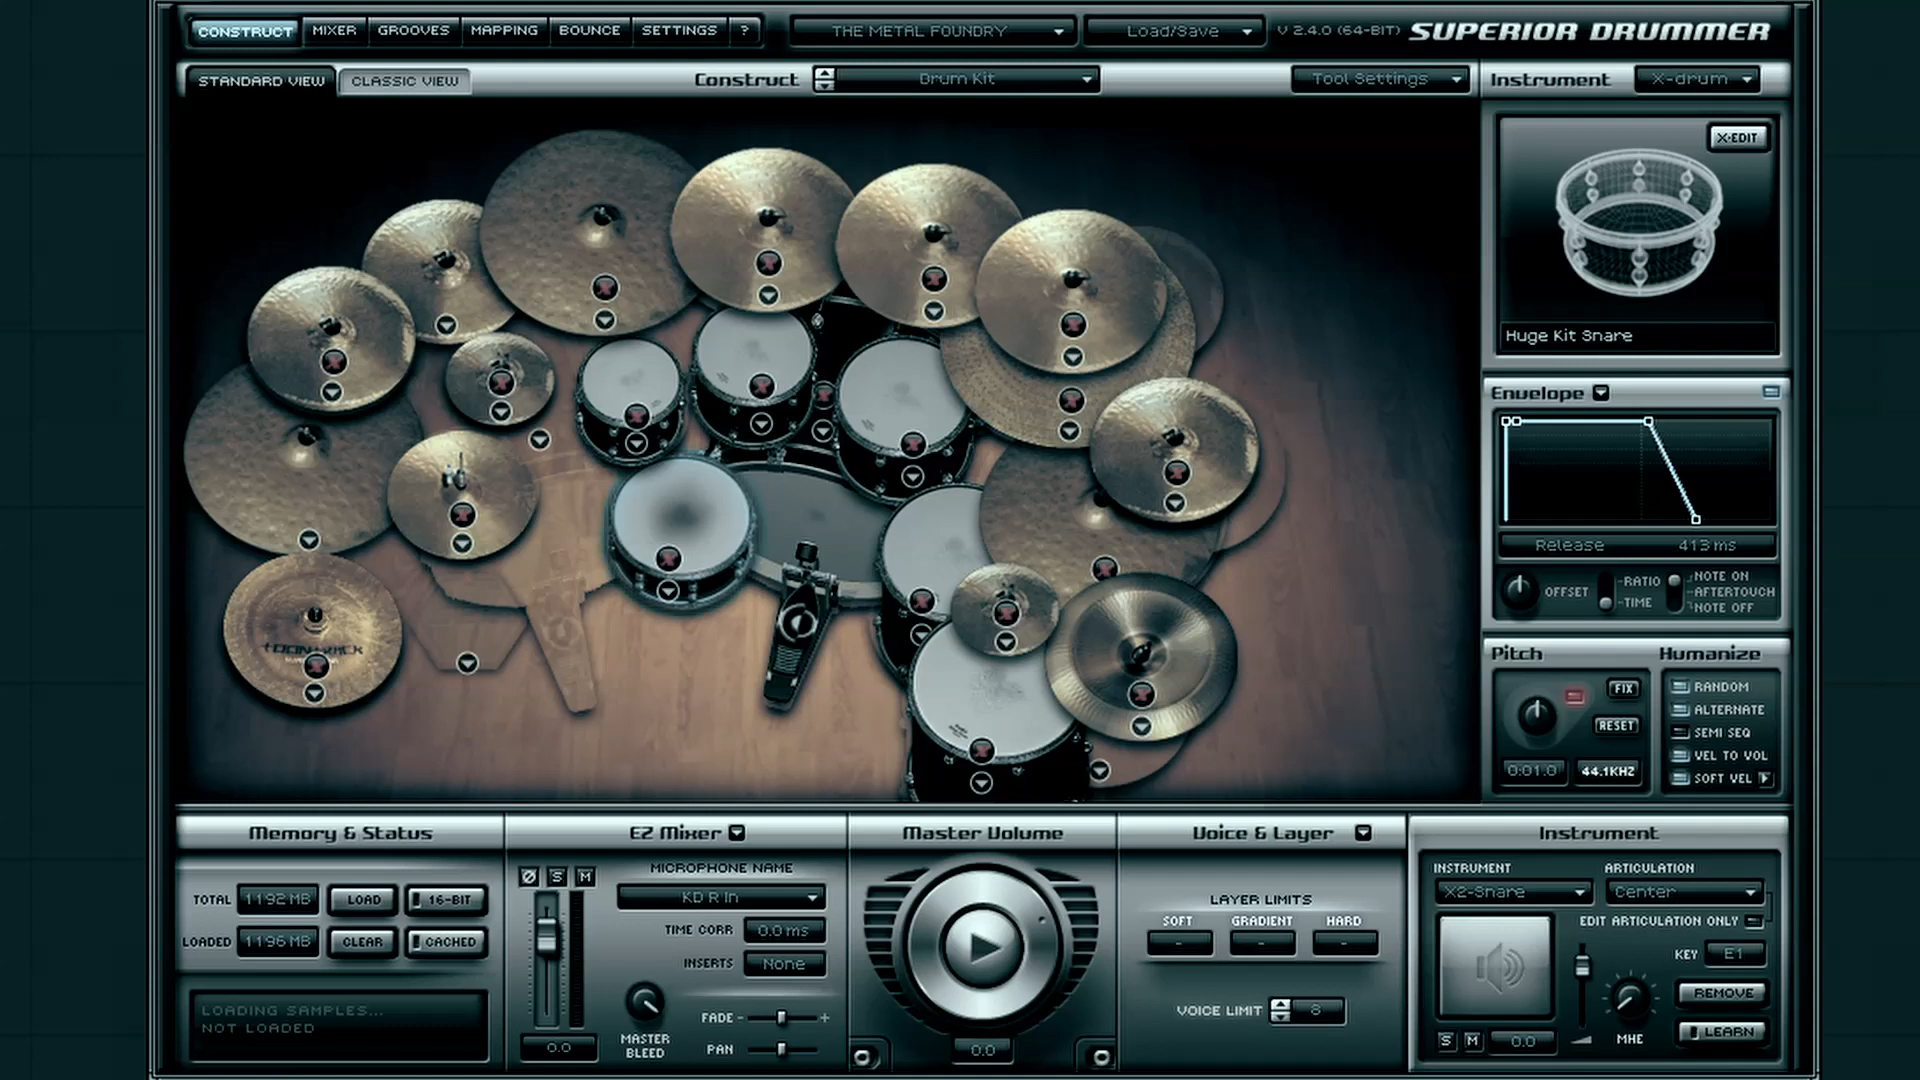 CONSTRUCT MIXER GROOVES MAPPING BOUNCE SETTINGS ? THE METAL FOUNDRY Load/Save V 2.4.0 (64-BIT) SUPERIOR DRUMMER
STANDARD VIEW CLASSIC VIEW Construct Drum Kit Tool Settings Instrument X-drum
X-EDIT
Huge Kit Snare
Envelope
Release 413 ms
OFFSET RATIO TIME NOTE ON AFTERTOUCH NOTE OFF
Pitch
FIX
RESET
0:01.0 44.1KHZ
Humanize
RANDOM
ALTERNATE
SEMI SEQ
VEL TO VOL
SOFT VEL
TOONTRACK
Memory & Status
TOTAL 1192 MB LOAD 16-BIT
LOADED 1196 MB CLEAR CACHED
LOADING SAMPLES...
NOT LOADED
EZ Mixer
Ø S M
MICROPHONE NAME
KD R In
TIME CORR 0.0 ms
INSERTS None
FADE - +
PAN
MASTER
BLEED
0.0
Master Volume
0.0
Voice & Layer
LAYER LIMITS
SOFT GRADIENT HARD
- - -
VOICE LIMIT 8
Instrument
INSTRUMENT ARTICULATION
X2-Snare Center
EDIT ARTICULATION ONLY
KEY E1
REMOVE
LEARN
S M 0.0 MHE